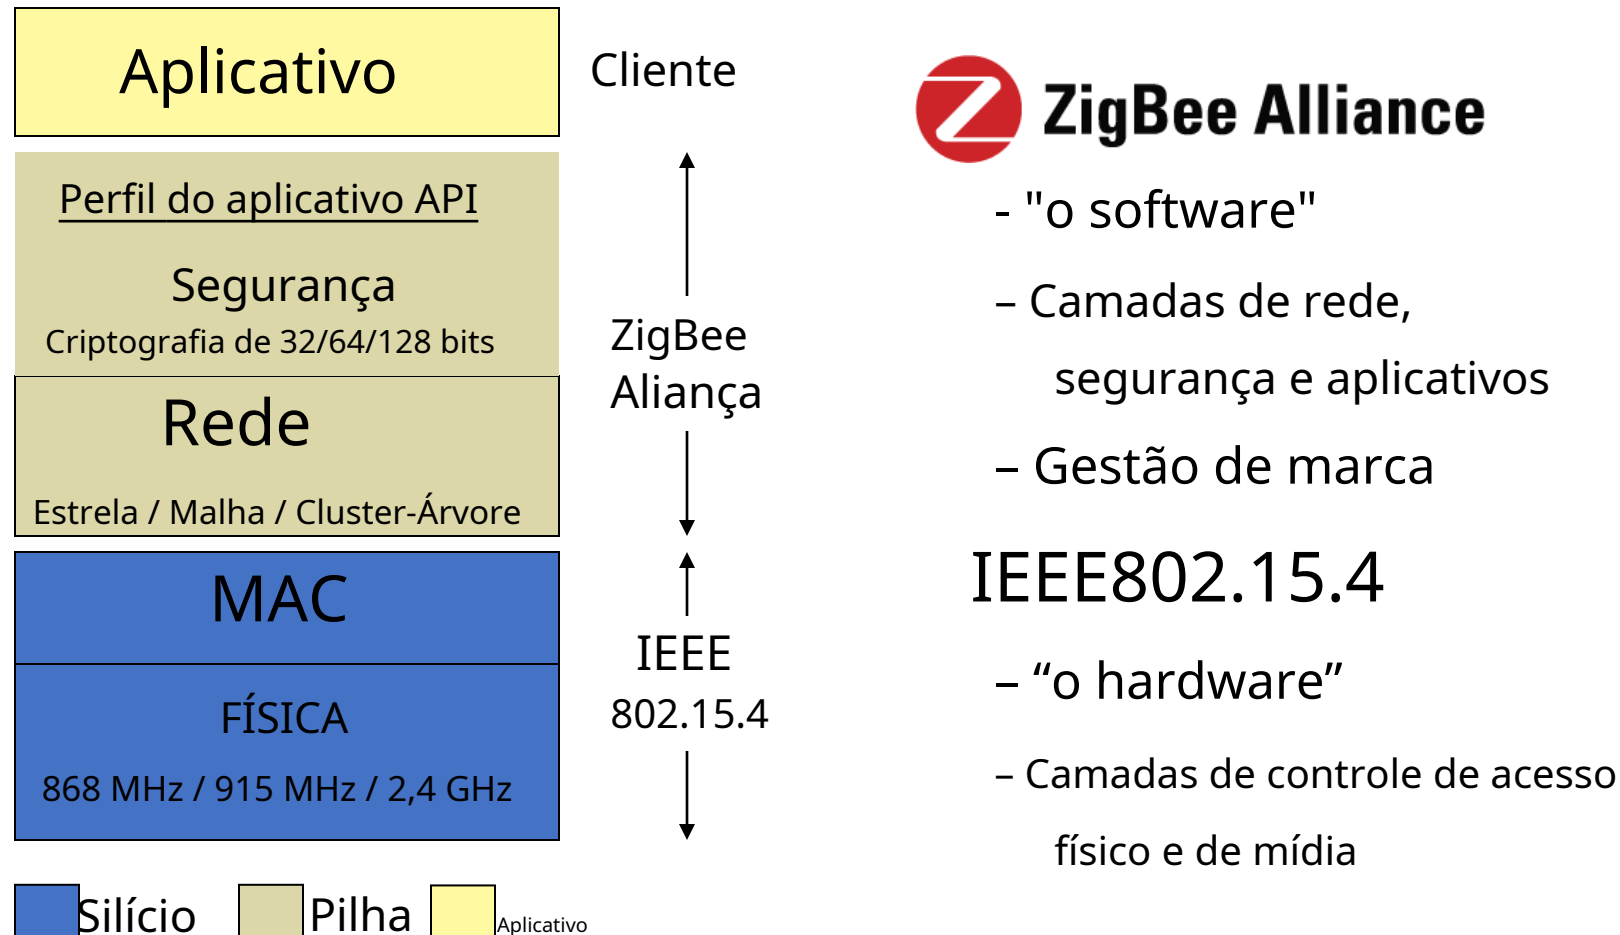 Aplicativo
Cliente
Perfil do aplicativo API
Segurança
Criptografia de 32/64/128 bits
Rede
Estrela / Malha / Cluster-Árvore
ZigBee
Aliança
MAC
FÍSICA
868 MHz / 915 MHz / 2,4 GHz
IEEE
802.15.4
Silício
Pilha
Aplicativo
ZigBee Alliance
- "o software"
– Camadas de rede,
segurança e aplicativos
– Gestão de marca
IEEE802.15.4
– “o hardware”
– Camadas de controle de acesso
físico e de mídia